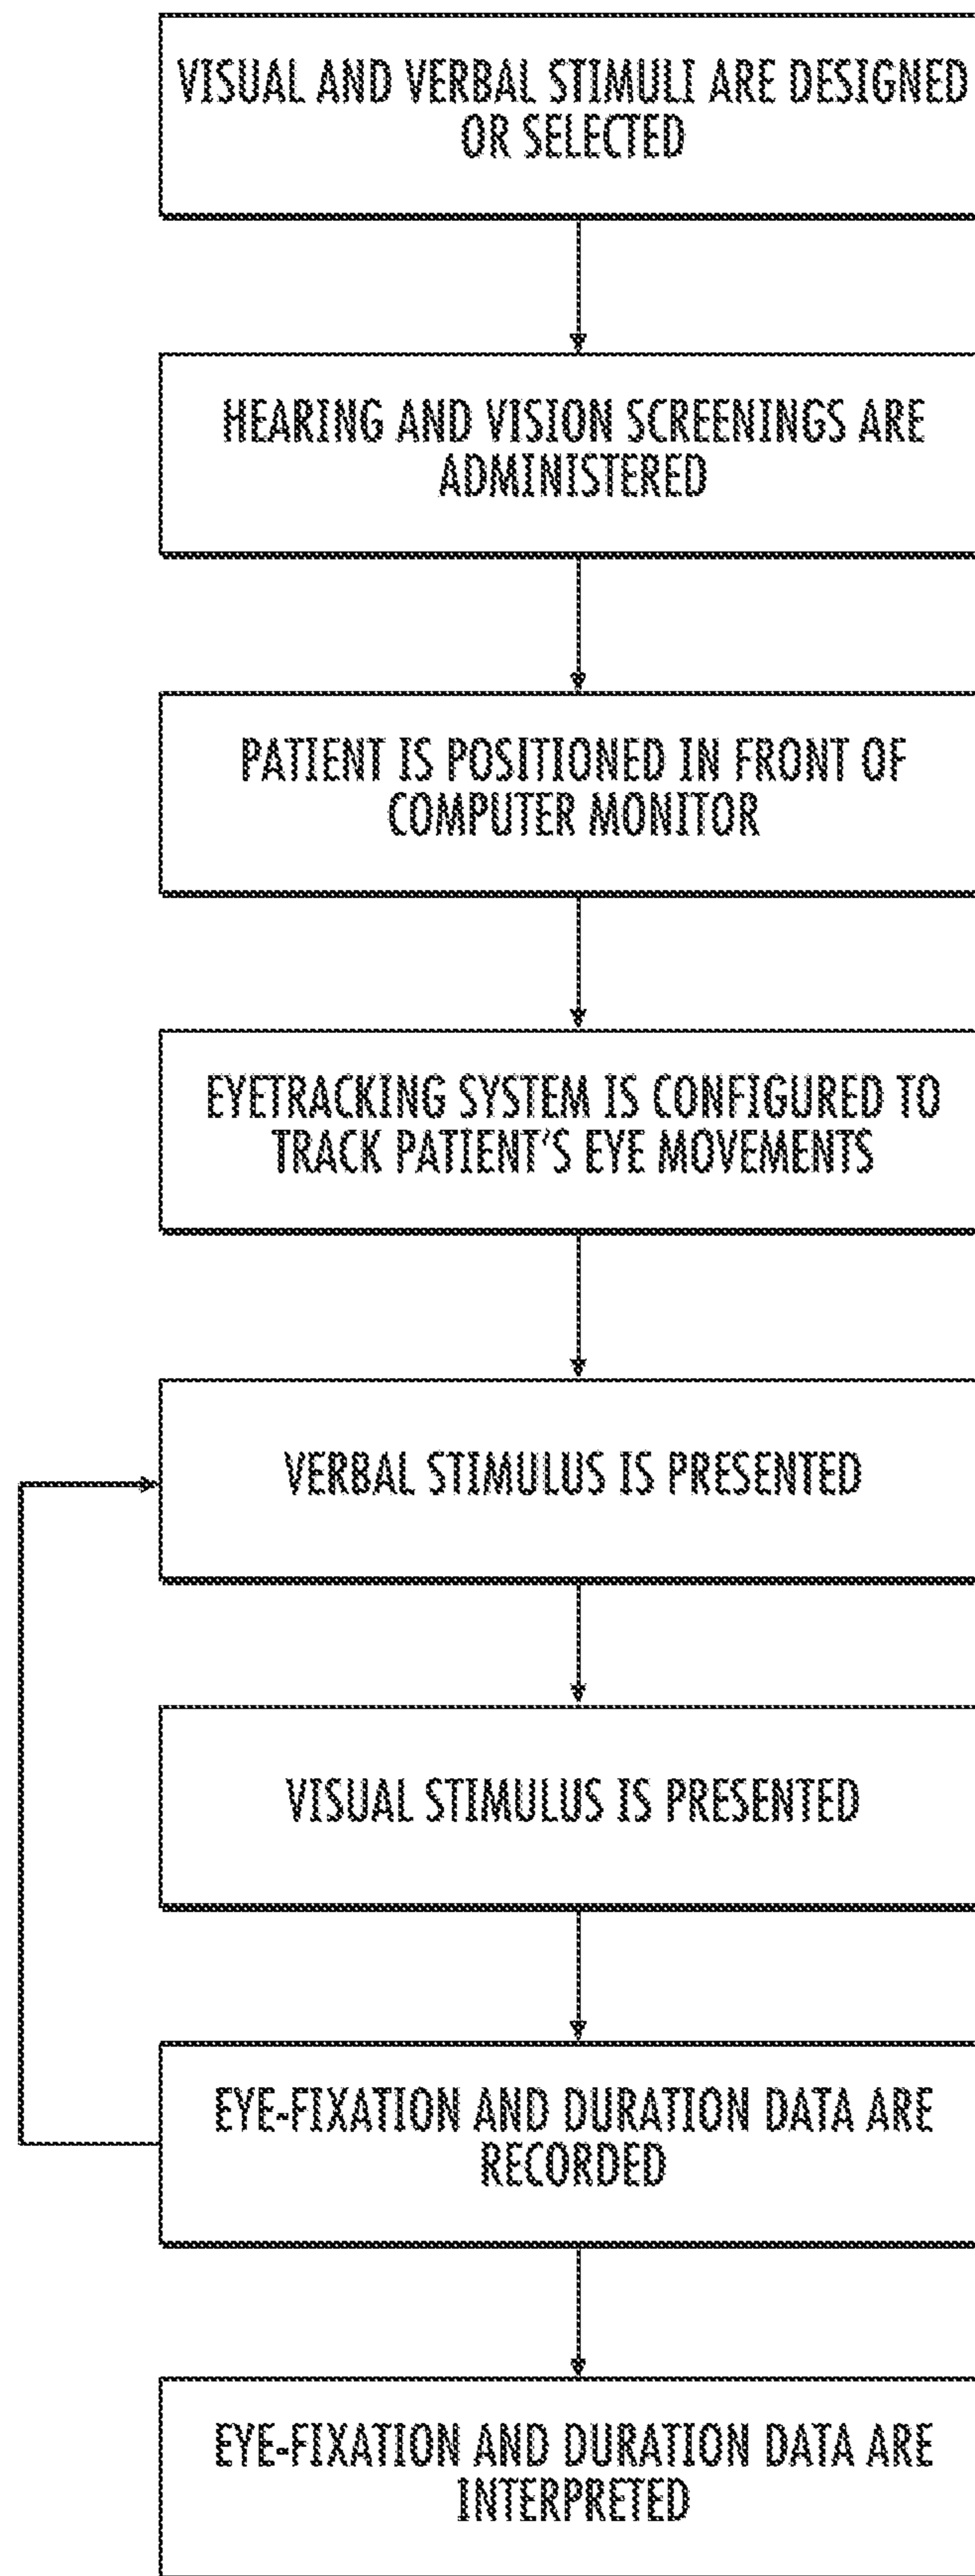 VISUAL AND VERBAL STIMULI ARE DESIGNED
OR SELECTED
HEARING AND VISION SCREENINGS ARE
ADMINISTERED
PATIENT IS POSITIONED IN FRONT OF
COMPUTER MONITOR
EYETRACKING SYSTEM IS CONFIGURED TO
TRACK PATIENT'S EYE MOVEMENTS
VERBAL STIMULUS IS PRESENTED
VISUAL STIMULUS IS PRESENTED
EYE-FIXATION AND DURATION DATA ARE
RECORDED
EYE-FIXATION AND DURATION DATA ARE
INTERPRETED